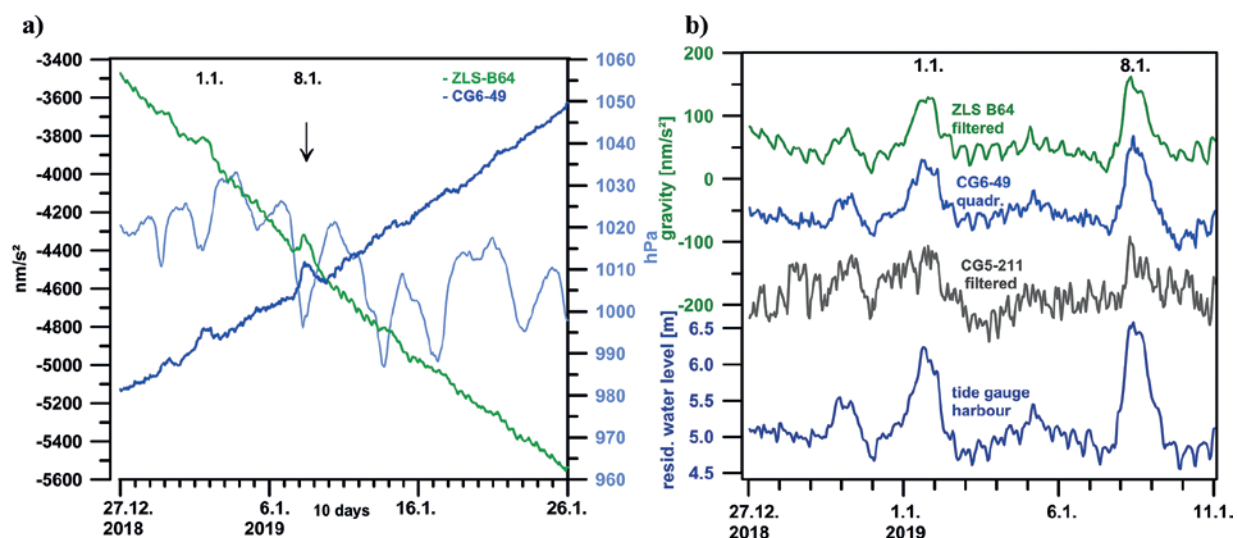 a)
1.1.
8.1.
- ZLS-B64
- CG6-49
-3400
-3600
-3800
-4000
-4200
-4400
-4600
-4800
-5000
-5200
-5400
-5600
nm/s²
1060
1050
1040
1030
1020
1010
1000
990
980
970
960
hPa
27.12.
2018
6.1.
2019
10 days
16.1.
26.1.
b)
200
100
0
-100
-200
gravity [nm/s²]
6.5
6.0
5.5
5.0
4.5
resid. water level [m]
1.1.
8.1.
ZLS B64
filtered
CG6-49
quadr.
CG5-211
filtered
tide gauge
harbour
27.12.
2018
1.1.
2019
6.1.
11.1.